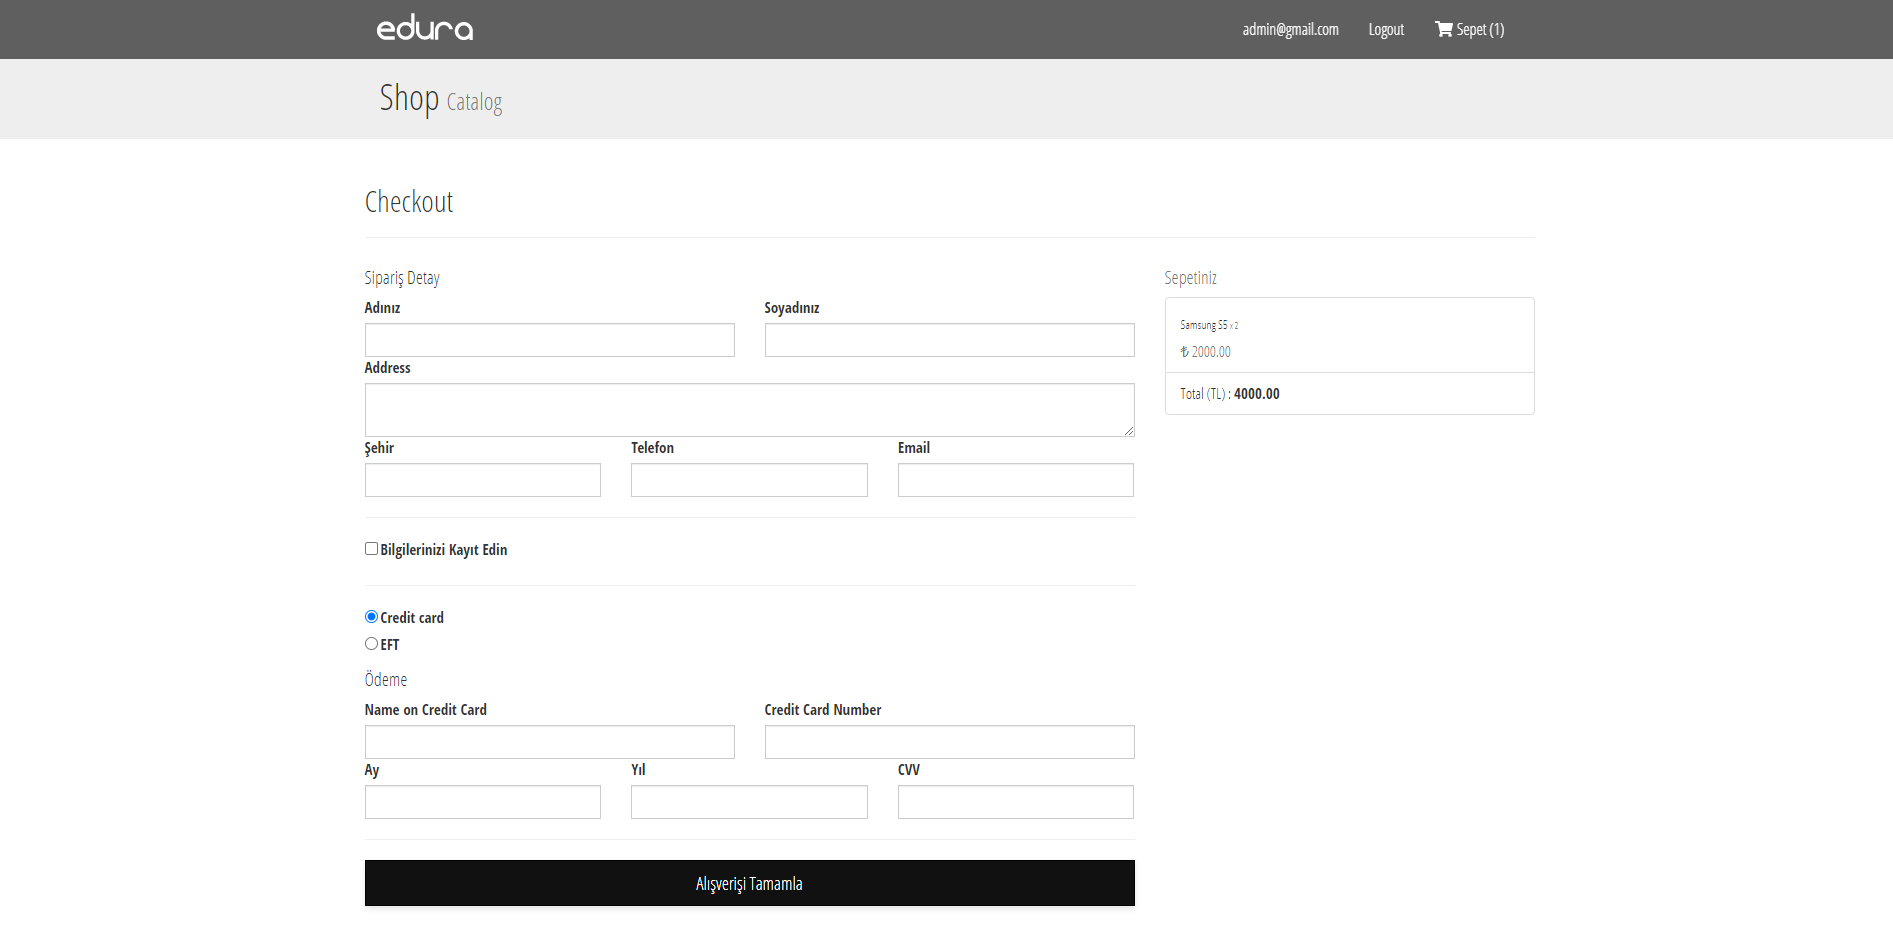 edura
admin@gmail.com Logout Sepet (1)
Shop Catalog
Checkout
Sipariş Detay
Adınız Soyadınız
Address
Şehir Telefon Email
Bilgilerinizi Kayıt Edin
Credit card
EFT
Ödeme
Name on Credit Card Credit Card Number
Ay Yıl CVV
Alışverişi Tamamla
Sepetiniz
Samsung S5 x 2
₺ 2000.00
Total (TL) : 4000.00